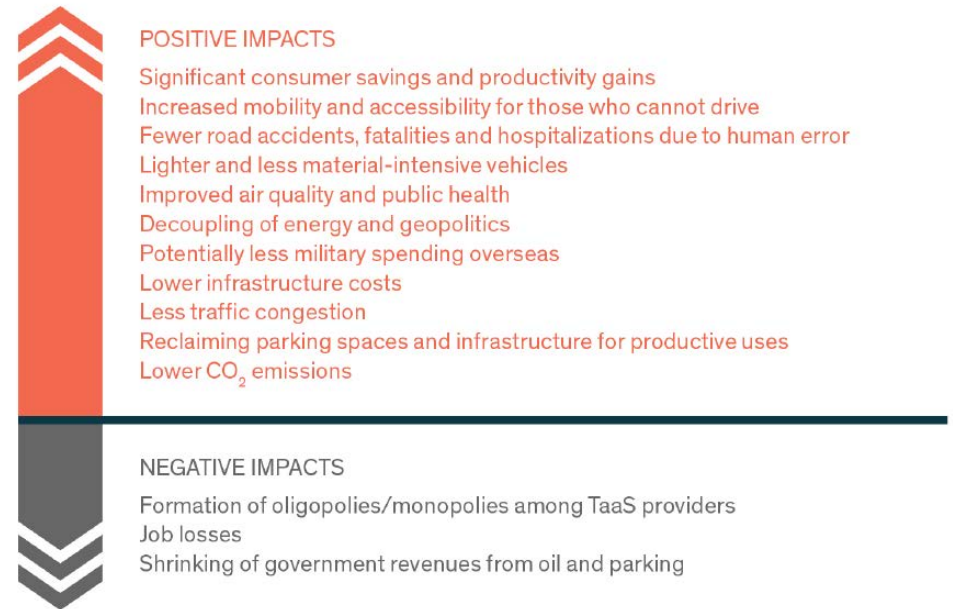 POSITIVE IMPACTS
Significant consumer savings and productivity gains
Increased mobility and accessibility for those who cannot drive
Fewer road accidents, fatalities and hospitalizations due to human error
Lighter and less material-intensive vehicles
Improved air quality and public health
Decoupling of energy and geopolitics
Potentially less military spending overseas
Lower infrastructure costs
Less traffic congestion
Reclaiming parking spaces and infrastructure for productive uses
Lower CO₂ emissions
NEGATIVE IMPACTS
Formation of oligopolies/monopolies among TaaS providers
Job losses
Shrinking of government revenues from oil and parking